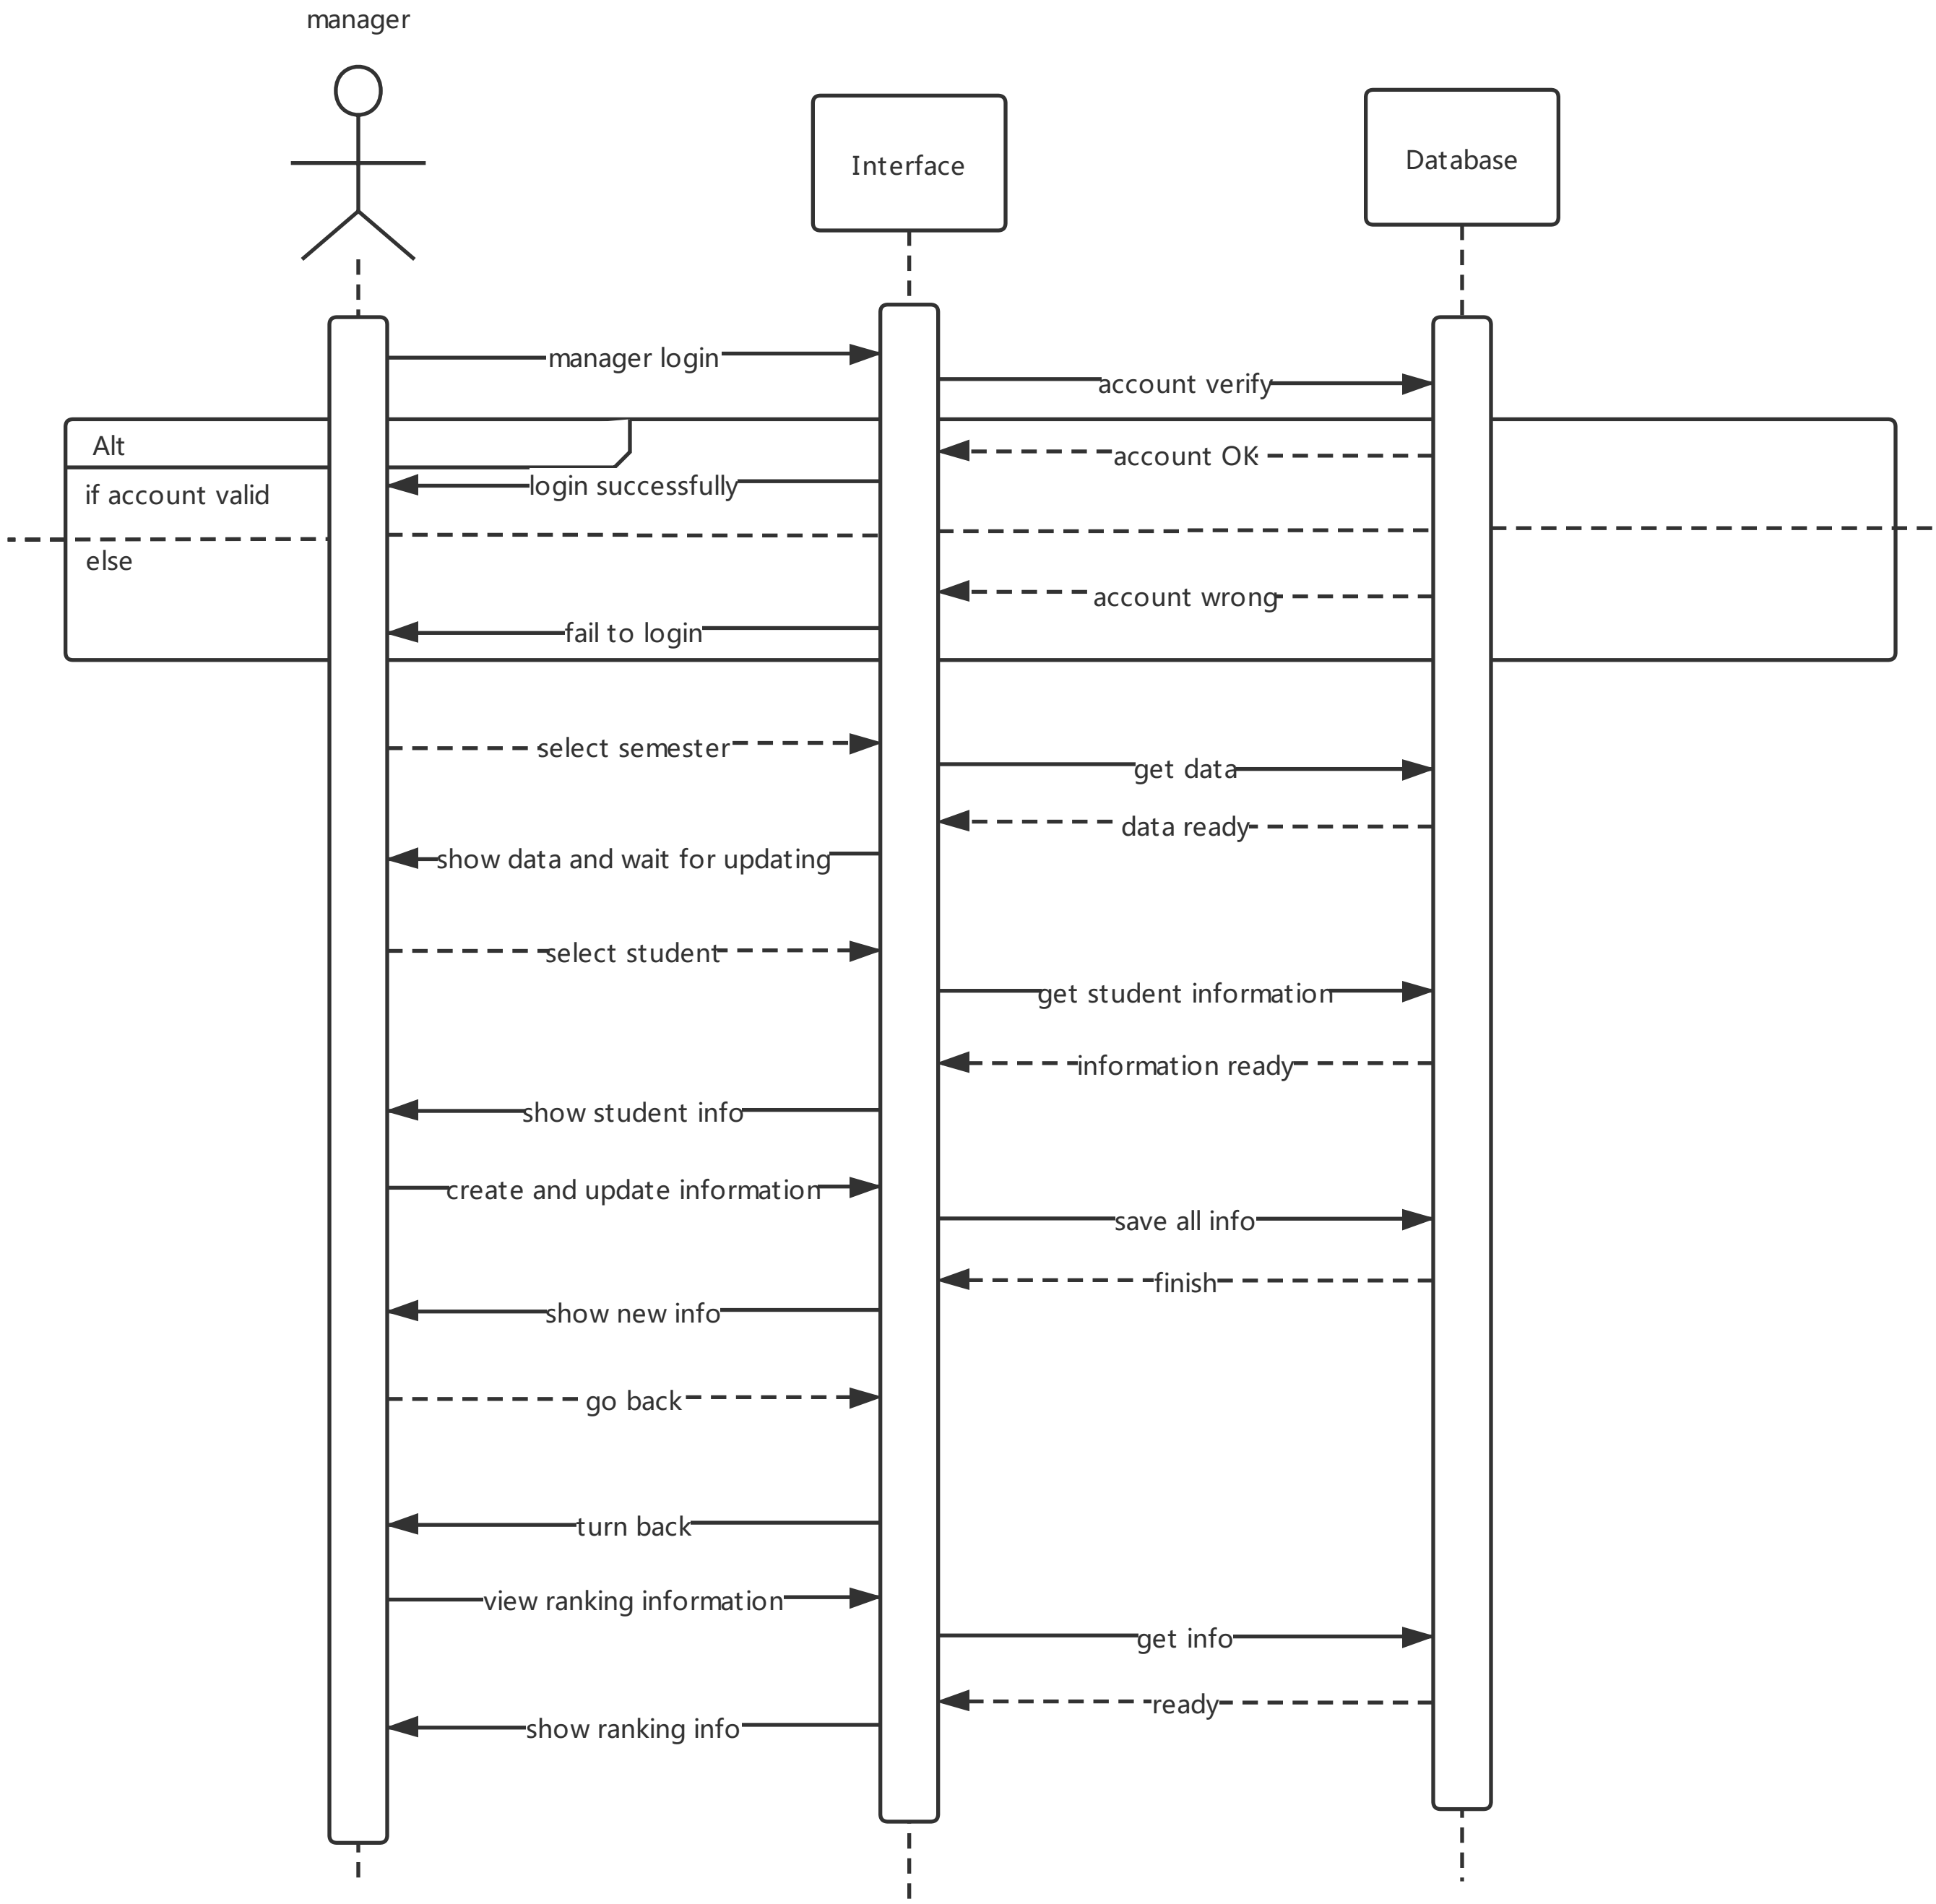 manager
Interface
Database
manager login
account verify
Alt
account OK
login successfully
if account valid
else
account wrong
fail to login
select semester
get data
data ready
show data and wait for updating
select student
get student information
information ready
show student info
create and update information
save all info
finish
show new info
go back
turn back
view ranking information
get info
ready
show ranking info